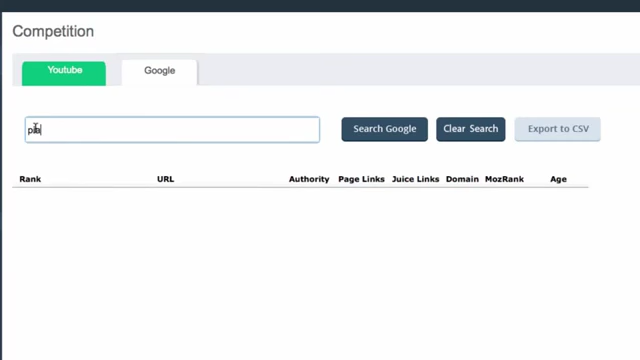 Competition
Youtube
Google
Search Google
Clear Search
Export to CSV
Rank URL Authority Page Links Juice Links Domain MozRank Age